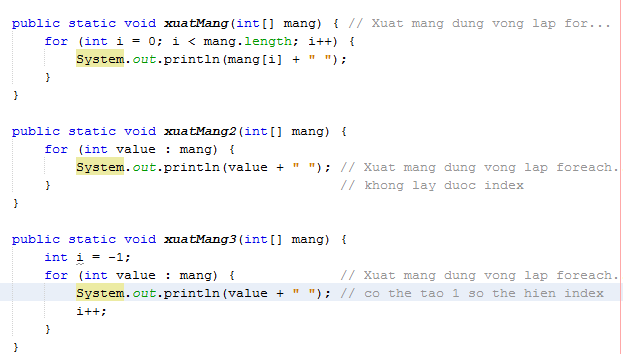 public static void xuatMang(int[] mang) { // Xuat mang dung vong lap for...
for (int i = 0; i < mang.length; i++) {
System.out.println(mang[i] + " ");
}
}
public static void xuatMang2(int[] mang) {
for (int value : mang) {
System.out.println(value + " "); // Xuat mang dung vong lap foreach.
} // khong lay duoc index
}
public static void xuatMang3(int[] mang) {
int i = -1;
for (int value : mang) { // Xuat mang dung vong lap foreach.
System.out.println(value + " "); // co the tao 1 so the hien index
i++;
}
}